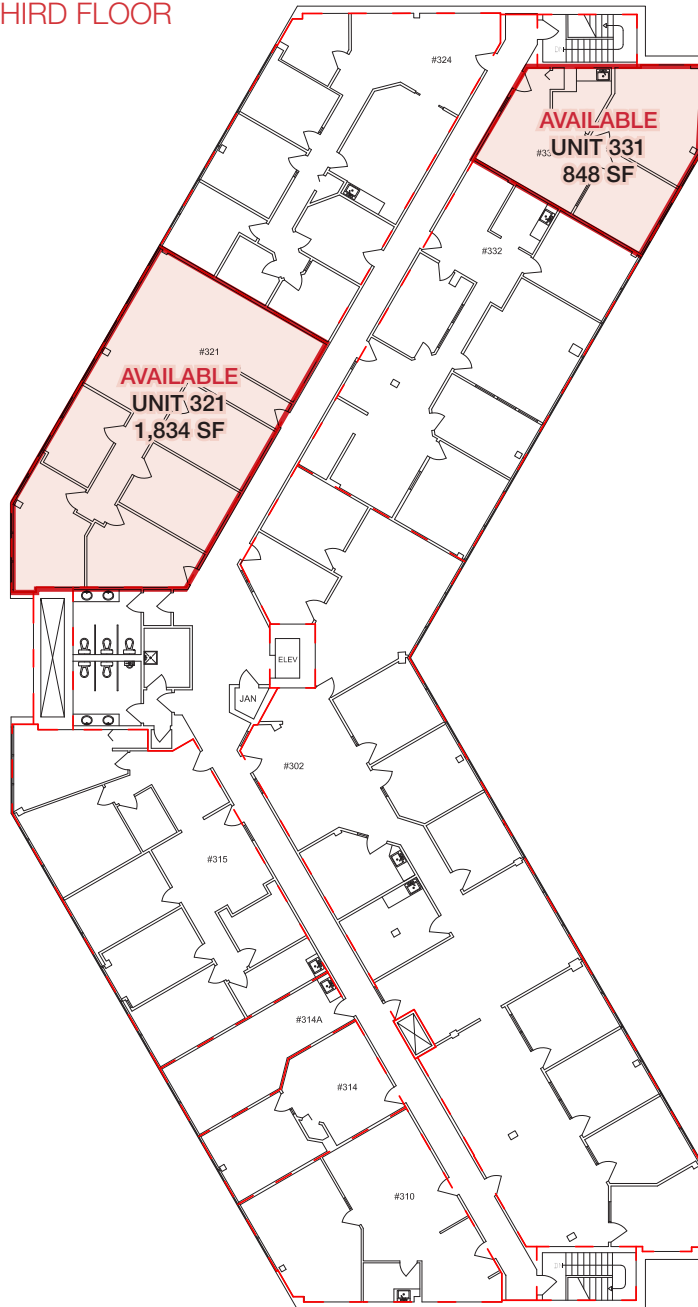 THIRD FLOOR
#324
AVAILABLE
UNIT 331
848 SF
#332
#321
AVAILABLE
UNIT 321
1,834 SF
ELEV
JAN
#302
#315
#314A
#314
#310